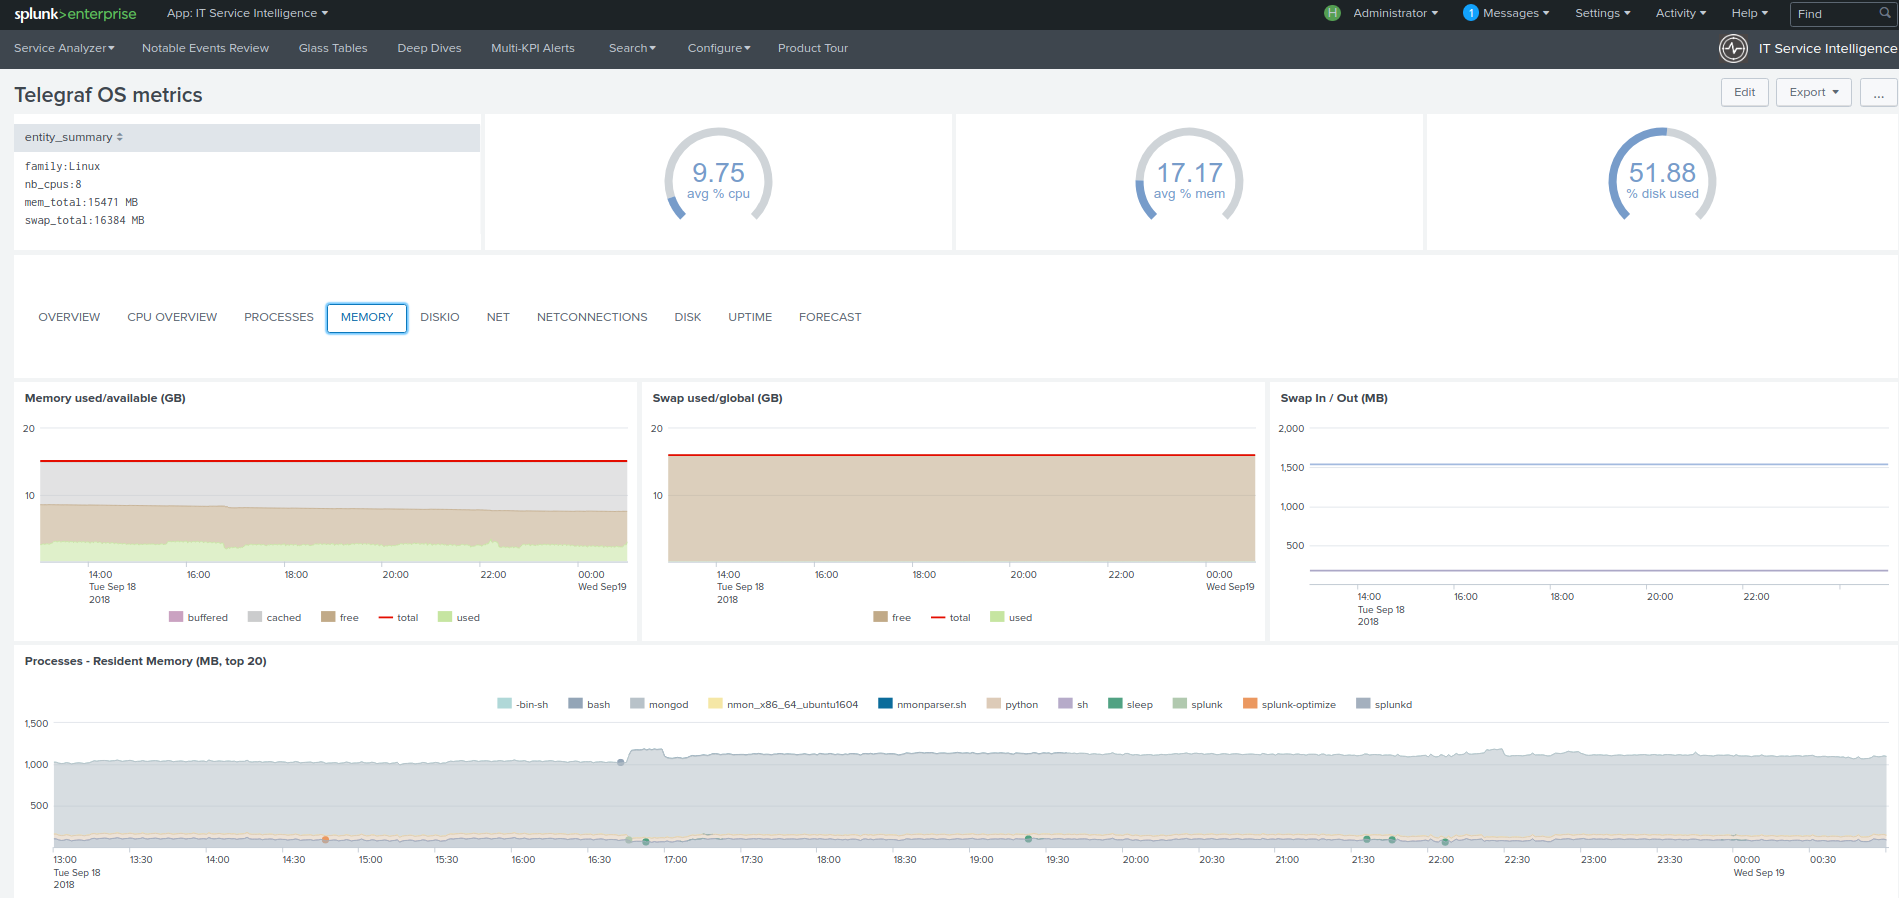 splunk>enterprise App: IT Service Intelligence H Administrator 1 Messages Settings Activity Help Find
Service Analyzer Notable Events Review Glass Tables Deep Dives Multi-KPI Alerts Search Configure Product Tour IT Service Intelligence
Telegraf OS metrics Edit Export ...
entity_summary
family:Linux
nb_cpus:8
mem_total:15471 MB
swap_total:16384 MB
9.75
avg % cpu
17.17
avg % mem
51.88
% disk used
OVERVIEW CPU OVERVIEW PROCESSES MEMORY DISKIO NET NETCONNECTIONS DISK UPTIME FORECAST
Memory used/available (GB)
20
10
14:00 16:00 18:00 20:00 22:00 00:00
Tue Sep 18 Wed Sep19
2018
buffered cached free total used
Swap used/global (GB)
20
10
14:00 16:00 18:00 20:00 22:00 00:00
Tue Sep 18 Wed Sep19
2018
free total used
Swap In / Out (MB)
2,000
1,500
1,000
500
14:00 16:00 18:00 20:00 22:00
Tue Sep 18
2018
Processes - Resident Memory (MB, top 20)
-bin-sh bash mongod nmon_x86_64_ubuntu1604 nmonparser.sh python sh sleep splunk splunk-optimize splunkd
1,500
1,000
500
13:00 13:30 14:00 14:30 15:00 15:30 16:00 16:30 17:00 17:30 18:00 18:30 19:00 19:30 20:00 20:30 21:00 21:30 22:00 22:30 23:00 23:30 00:00 00:30
Tue Sep 18 Wed Sep 19
2018